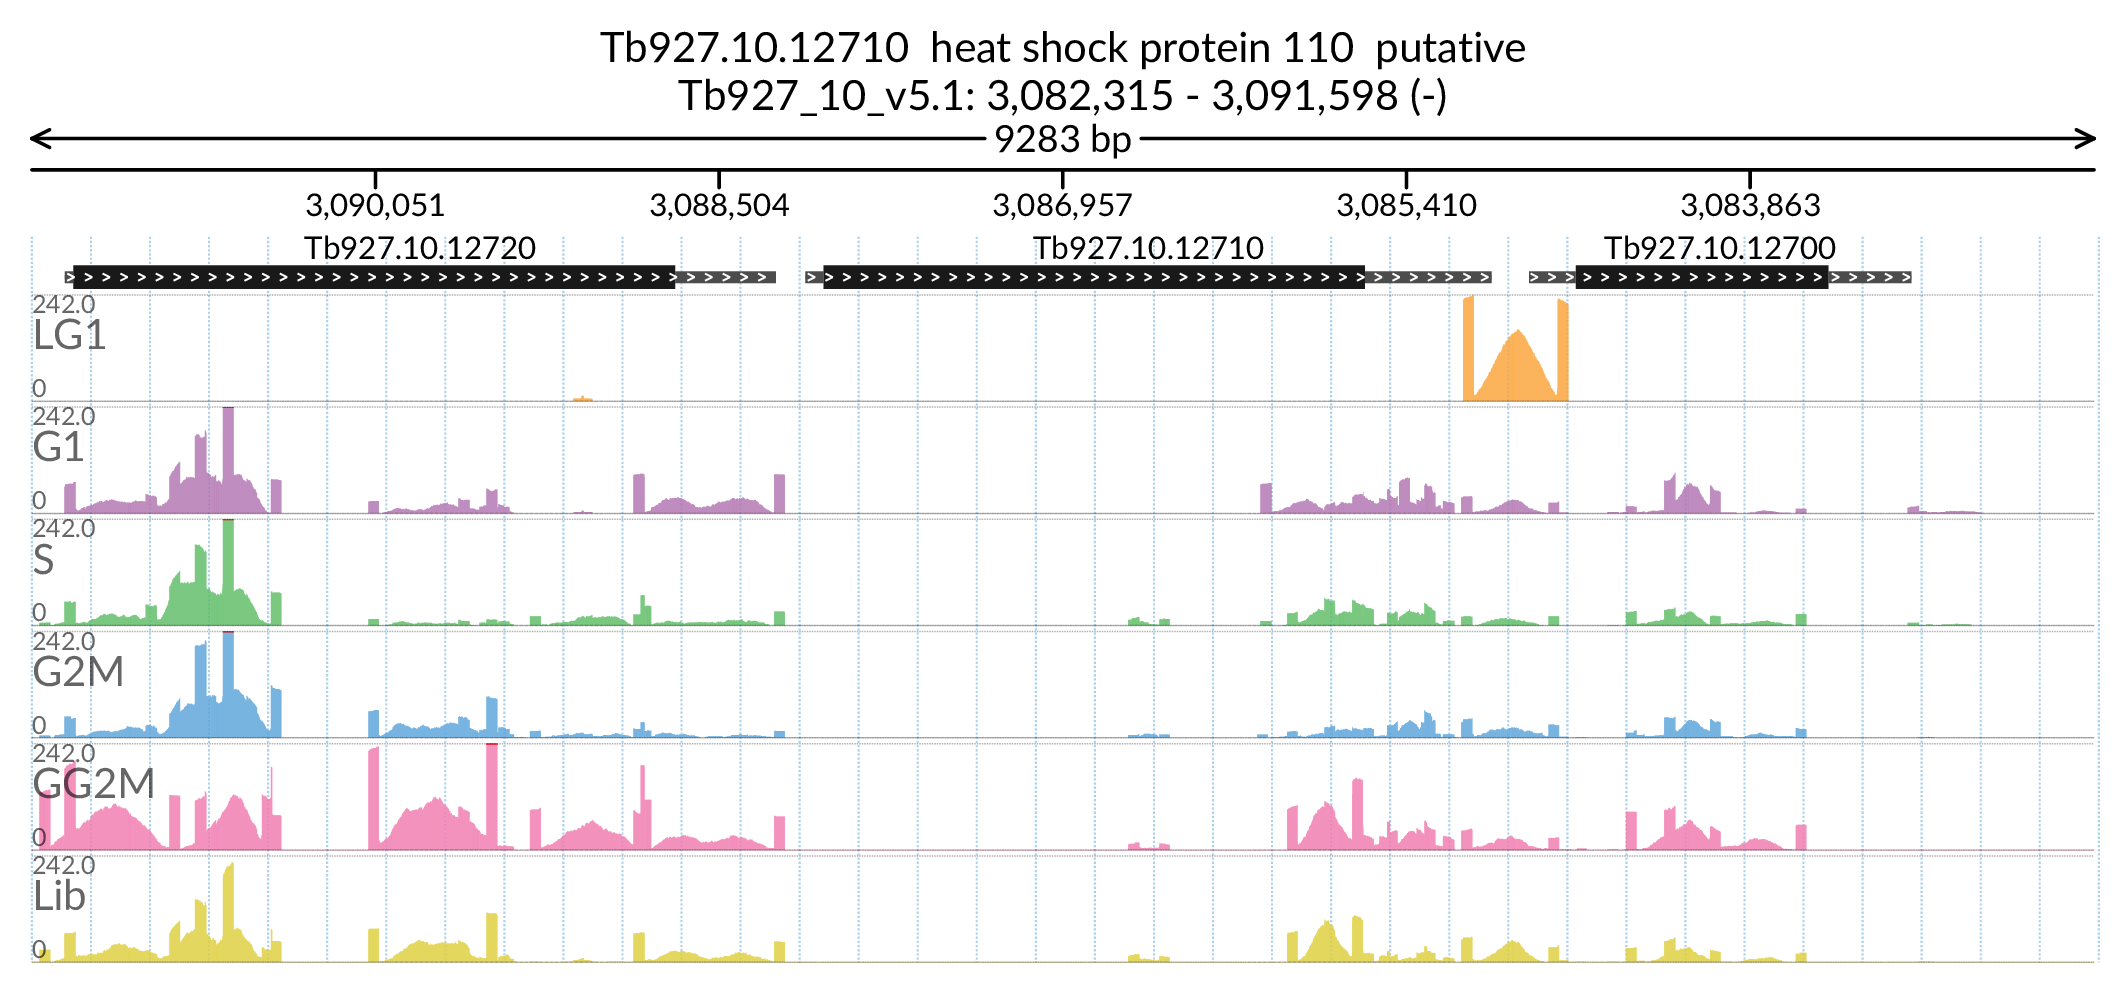 Tb927.10.12710  heat shock protein 110  putative
Tb927_10_v5.1: 3,082,315 - 3,091,598 (-)
9283 bp
3,090,051 3,088,504 3,086,957 3,085,410 3,083,863
Tb927.10.12720 Tb927.10.12710 Tb927.10.12700
242.0
LG1
0
242.0
G1
0
242.0
S
0
242.0
G2M
0
242.0
GG2M
0
242.0
Lib
0